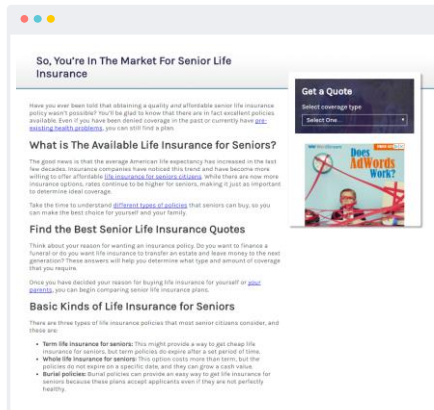 So, You're In The Market For Senior Life
Insurance
Have you ever been told that obtaining a quality and affordable senior life insurance
policy wasn't possible? You'll be glad to know that there are in fact excellent policies
available. Even if you have been denied coverage in the past or currently have pre-
existing health problems, you can still find a plan.
What is The Available Life Insurance for Seniors?
The good news is that the average American life expectancy has increased in the last
few decades. Insurance companies have noticed this trend and have become more
willing to offer affordable life insurance for seniors citizens. While there are now more
insurance options, rates continue to be higher for seniors, making it just as important
to determine ideal coverage.
Take the time to understand different types of policies that seniors can buy, so you
can make the best choice for yourself and your family.
Find the Best Senior Life Insurance Quotes
Think about your reason for wanting an insurance policy. Do you want to finance a
funeral or do you want life insurance to transfer an estate and leave money to the next
generation? These answers will help you determine what type and amount of coverage
that you require.
Once you have decided your reason for buying life insurance for yourself or your
parents, you can begin comparing senior life insurance plans.
Basic Kinds of Life Insurance for Seniors
There are three types of life insurance policies that most senior citizens consider, and
these are:
• Term life insurance for seniors: This might provide a way to get cheap life
insurance for seniors, but term policies do expire after a set period of time.
• Whole life insurance for seniors: This option costs more than term, but the
policies do not expire on a specific date, and they can grow a cash value.
• Burial policies: Burial policies can provide an easy way to get life insurance for
seniors because these plans accept applicants even if they are not perfectly
healthy.
Get a Quote
Select coverage type
Select One...
Does
AdWords
Work?